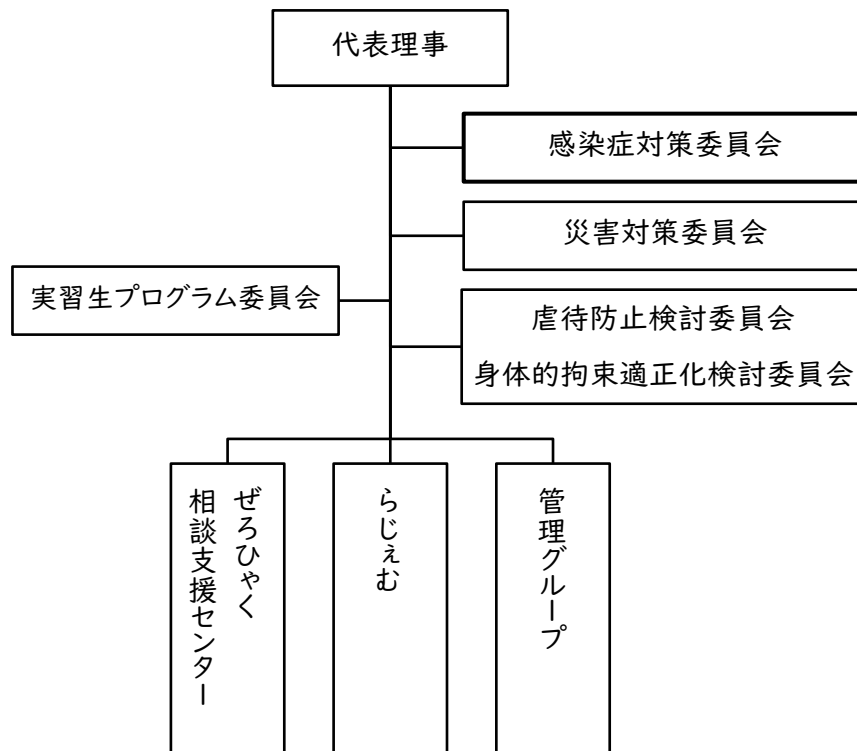 代表理事
感染症対策委員会
災害対策委員会
実習生プログラム委員会
虐待防止検討委員会
身体的拘束適正化検討委員会
ぜろひゃく
相談支援センター
らじぇむ
管理グループ